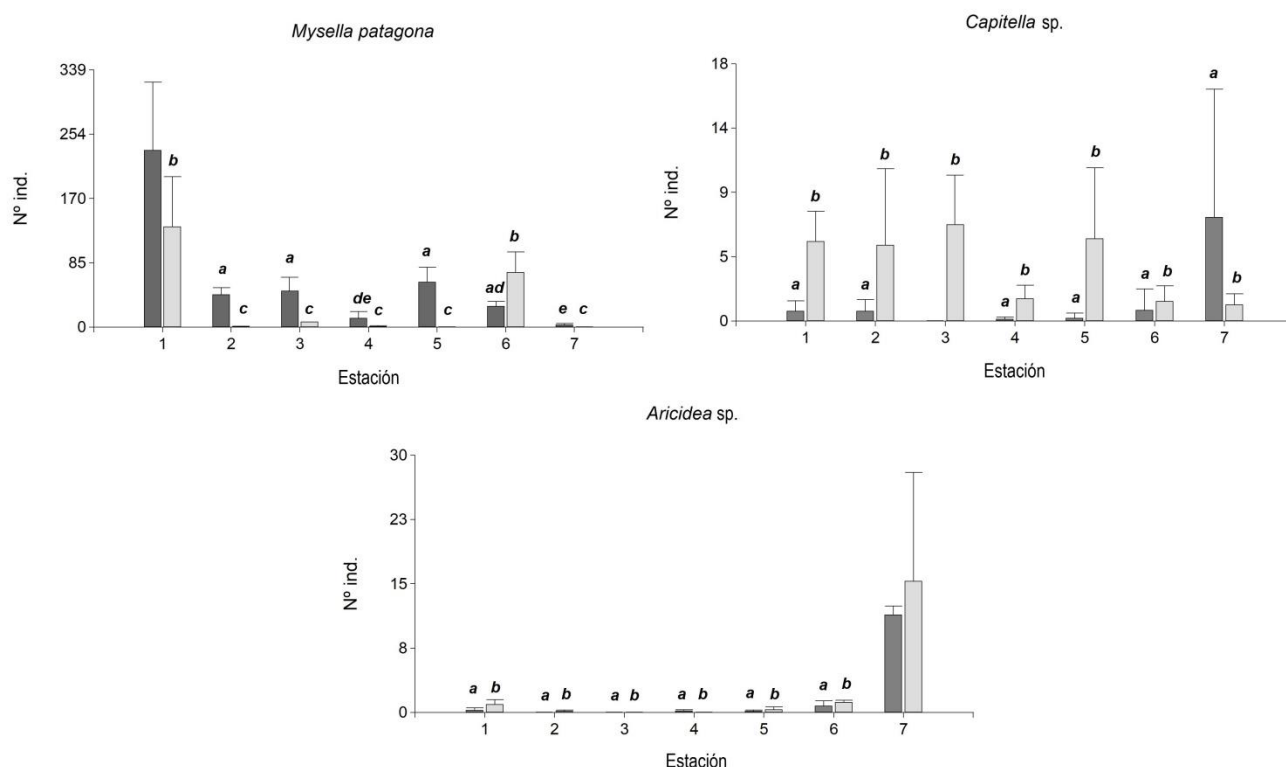 Mysella patagona
Nº ind.
339
254
170
85
0
b
a
c
a
c
de
c
a
c
ad
b
e
c
1 2 3 4 5 6 7
Estación
Capitella sp.
Nº ind.
18
14
9
5
0
a
b
a
b
b
a
b
a
b
a
b
a
b
1 2 3 4 5 6 7
Estación
Aricidea sp.
Nº ind.
30
23
15
8
0
a b a b a b a b a b a b
1 2 3 4 5 6 7
Estación